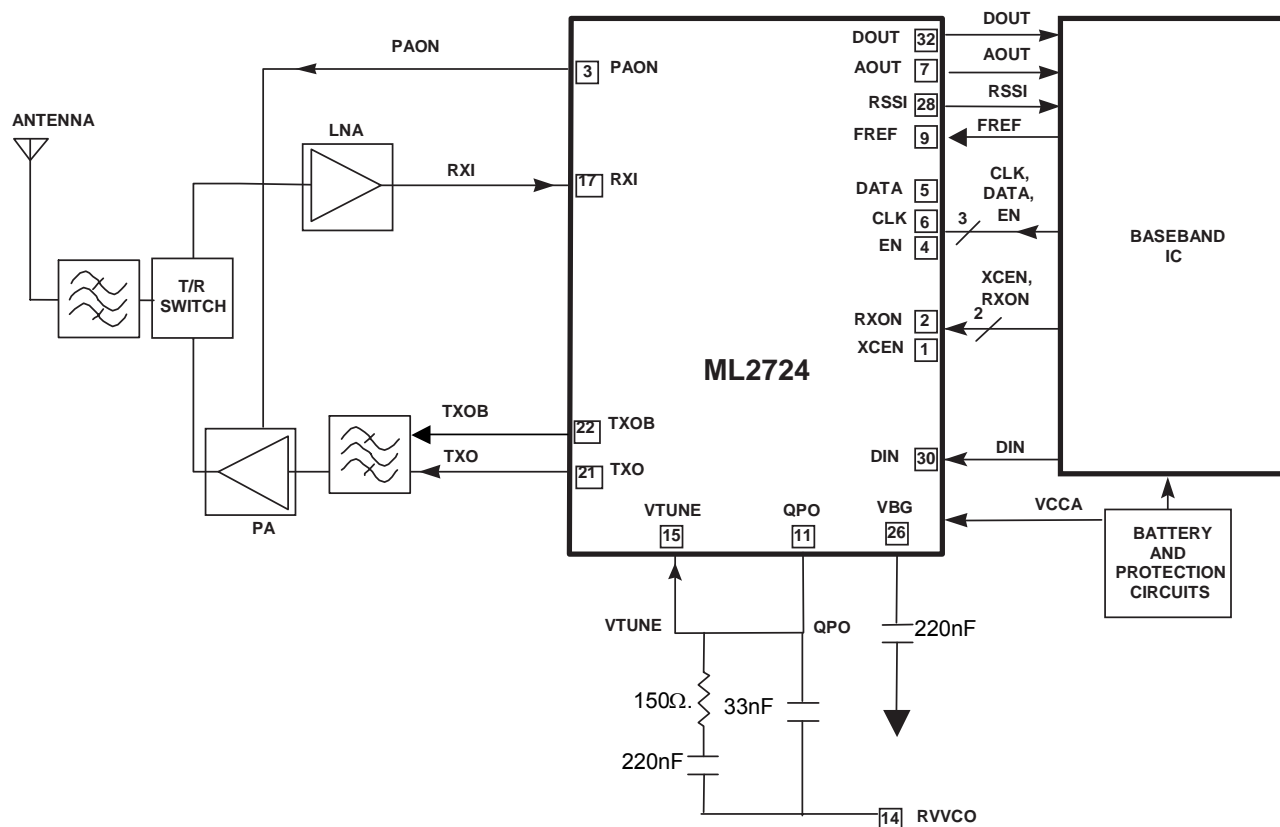 DOUT
PAON
DOUT 32
3 PAON
AOUT 7
AOUT
RSSI 28
RSSI
FREF 9
FREF
ANTENNA
LNA
RXI
17 RXI
DATA 5
CLK 6
EN 4
CLK,
DATA,
EN
3
BASEBAND
IC
T/R
SWITCH
XCEN,
RXON
2
RXON 2
XCEN 1
ML2724
TXOB
22 TXOB
TXO
21 TXO
PA
DIN 30
DIN
VTUNE
15
QPO
11
VBG
26
VCCA
BATTERY
AND
PROTECTION
CIRCUITS
VTUNE
QPO
220nF
150Ω.
33nF
220nF
14 RVVCO